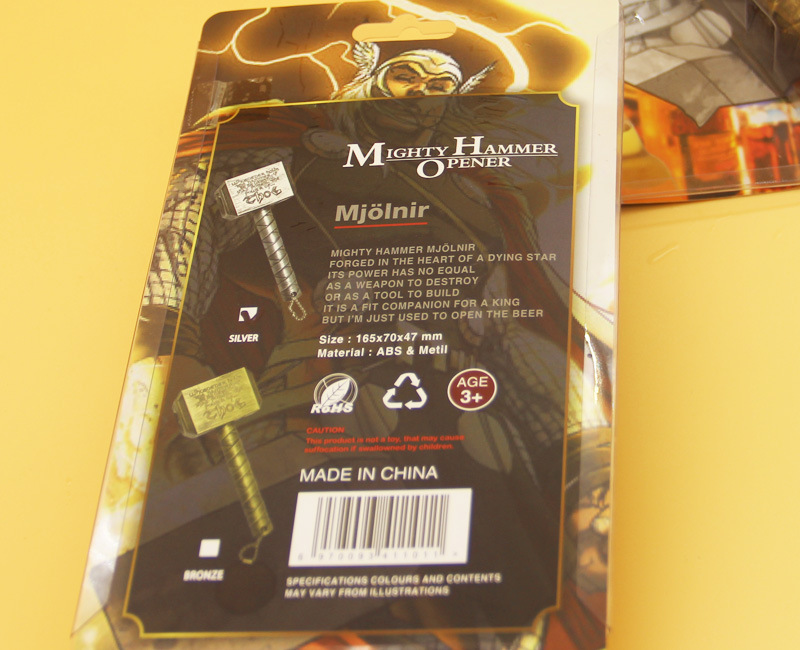 MIGHTY HAMMER
OPENER
Mjölnir
MIGHTY HAMMER MJÖLNIR
FORGED IN THE HEART OF A DYING STAR
ITS POWER HAS NO EQUAL
AS A WEAPON TO DESTROY
OR AS A TOOL TO BUILD
IT IS A FIT COMPANION FOR A KING
BUT I'M JUST USED TO OPEN THE BEER
SILVER
Size : 165x70x47 mm
Material : ABS & Metil
RoHS
AGE
3+
CAUTION
This product is not a toy, that may cause
suffocation if swallowed by children.
MADE IN CHINA
BRONZE
SPECIFICATIONS COLOURS AND CONTENTS
MAY VARY FROM ILLUSTRATIONS